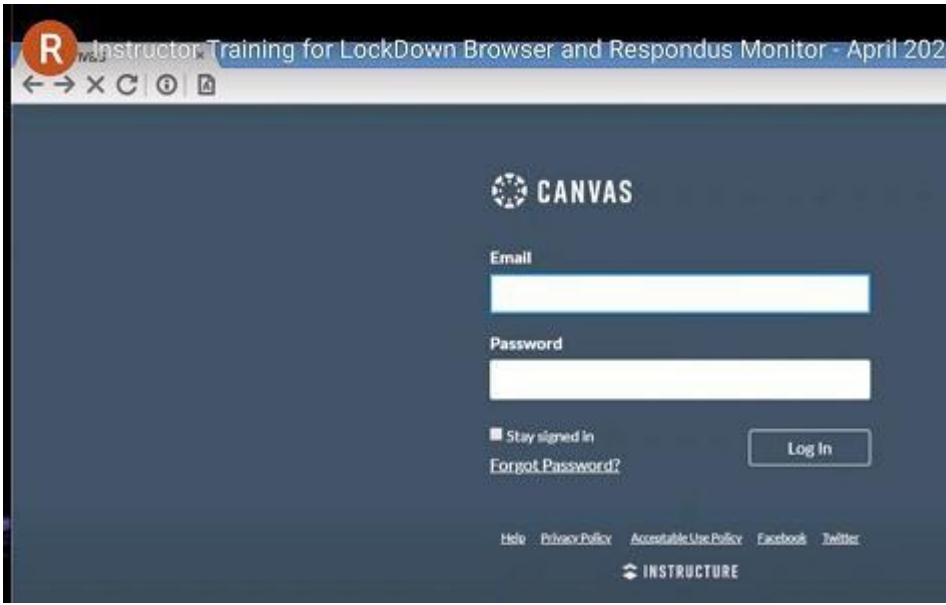 R
Instructor Training for LockDown Browser and Respondus Monitor - April 202
CANVAS
Email
Password
Stay signed in
Log In
Forgot Password?
Help Privacy Policy Acceptable Use Policy Facebook Twitter
INSTRUCTURE